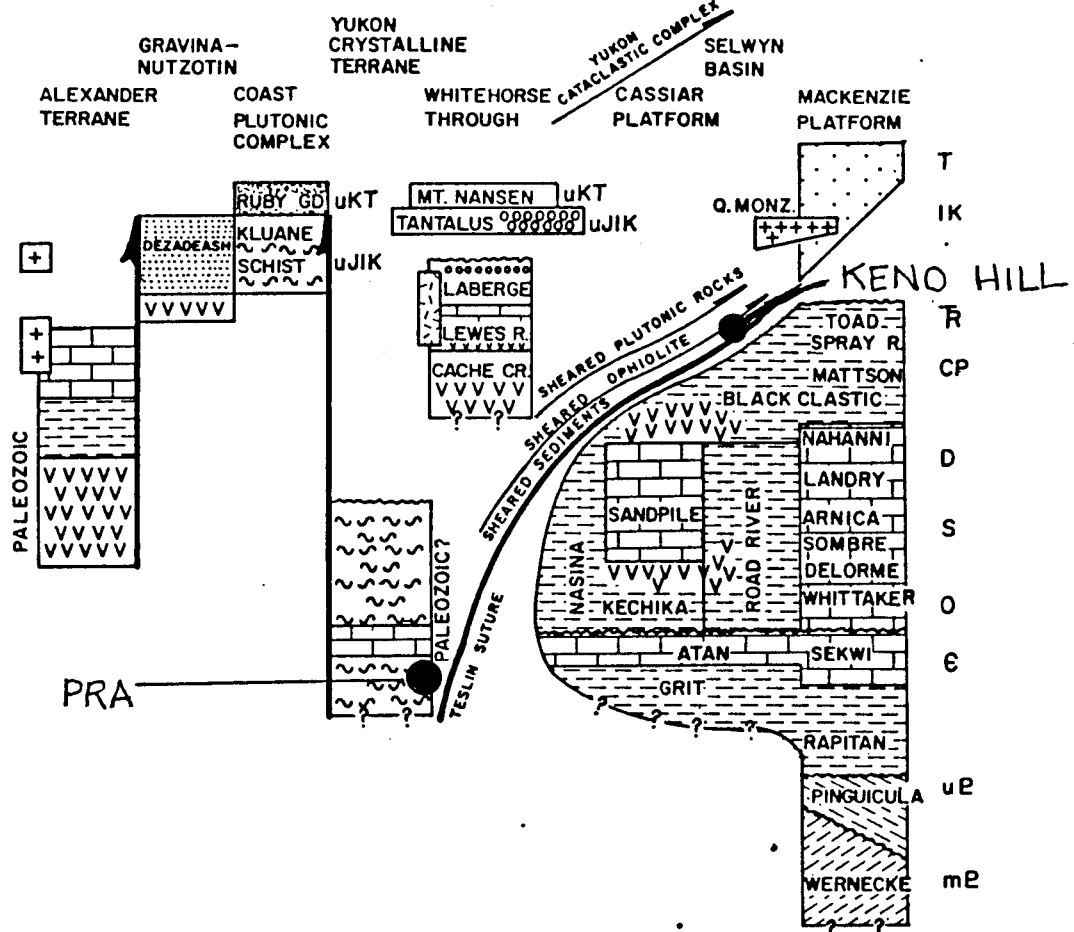 YUKON
CRYSTALLINE
TERRANE
GRAVINA-
NUTZOTIN
YUKON
CATACLASTIC COMPLEX
SELWYN
BASIN
ALEXANDER
TERRANE
COAST
PLUTONIC
COMPLEX
WHITEHORSE
THROUGH
CASSIAR
PLATFORM
MACKENZIE
PLATFORM
T
RUBY GD
uKT
MT. NANSEN
uKT
Q. MONZ.
IK
TANTALUS
uJIK
DEZADEASH
KLUANE
SCHIST
uJIK
LABERGE
LEWES R.
CACHE CR.
? ?
KENO HILL
SHEARED PLUTONIC ROCKS
SHEARED OPHIOLITE
SHEARED SEDIMENTS
TESLIN SUTURE
TOAD
SPRAY R.
TR
MATTSON
CP
BLACK CLASTIC
PALEOZOIC
NAHANNI
D
LANDRY
SANDPILE
ARNICA
S
SOMBRE
DELORME
NASINA
KECHIKA
ROAD RIVER
WHITTAKER
O
PALEOZOIC?
ATAN
SEKWI
Є
GRIT
PRA
? ?
? ? ? ?
RAPITAN
PINGUICULA
uP
WERNECKE
mP
? ?